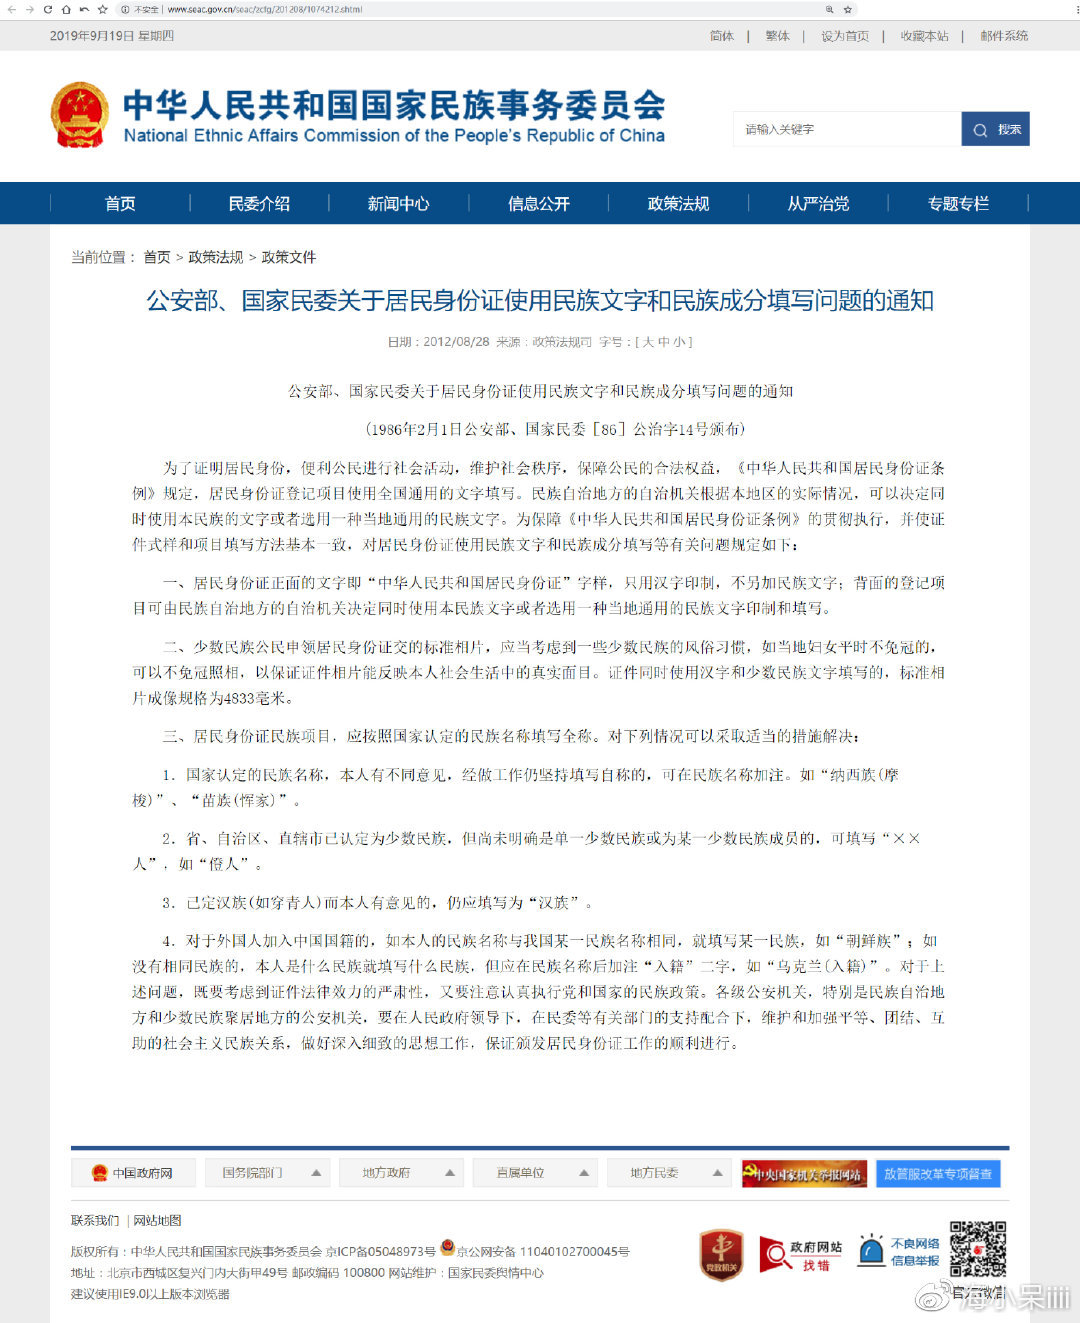 不安全 | www.seac.gov.cn/seac/zcfg/201208/1074212.shtml
2019年9月19日 星期四
简体 | 繁体 | 设为首页 | 收藏本站 | 邮件系统
中华人民共和国国家民族事务委员会
National Ethnic Affairs Commission of the People's Republic of China
请输入关键字
搜索
首页 民委介绍 新闻中心 信息公开 政策法规 从严治党 专题专栏
当前位置： 首页 > 政策法规 > 政策文件
公安部、国家民委关于居民身份证使用民族文字和民族成分填写问题的通知
日期：2012/08/28 来源：政策法规司 字号：[ 大 中 小 ]
公安部、国家民委关于居民身份证使用民族文字和民族成分填写问题的通知
(1986年2月1日公安部、国家民委［86］公治字14号颁布)
为了证明居民身份，便利公民进行社会活动，维护社会秩序，保障公民的合法权益，《中华人民共和国居民身份证条
例》规定，居民身份证登记项目使用全国通用的文字填写。民族自治地方的自治机关根据本地区的实际情况，可以决定同
时使用本民族的文字或者选用一种当地通用的民族文字。为保障《中华人民共和国居民身份证条例》的贯彻执行，并使证
件式样和项目填写方法基本一致，对居民身份证使用民族文字和民族成分填写等有关问题规定如下：
一、居民身份证正面的文字即“中华人民共和国居民身份证”字样，只用汉字印制，不另加民族文字；背面的登记项
目可由民族自治地方的自治机关决定同时使用本民族文字或者选用一种当地通用的民族文字印制和填写。
二、少数民族公民申领居民身份证交的标准相片，应当考虑到一些少数民族的风俗习惯，如当地妇女平时不免冠的，
可以不免冠照相，以保证证件相片能反映本人社会生活中的真实面目。证件同时使用汉字和少数民族文字填写的，标准相
片成像规格为4833毫米。
三、居民身份证民族项目，应按照国家认定的民族名称填写全称。对下列情况可以采取适当的措施解决：
1．国家认定的民族名称，本人有不同意见，经做工作仍坚持填写自称的，可在民族名称加注。如“纳西族(摩
梭)”、“苗族(恽家)”。
2．省、自治区、直辖市已认定为少数民族，但尚未明确是单一少数民族或为某一少数民族成员的，可填写“××
人”，如“僜人”。
3．已定汉族(如穿青人)而本人有意见的，仍应填写为“汉族”。
4．对于外国人加入中国国籍的，如本人的民族名称与我国某一民族名称相同，就填写某一民族，如“朝鲜族”；如
没有相同民族的，本人是什么民族就填写什么民族，但应在民族名称后加注“入籍”二字，如“乌克兰(入籍)”。对于上
述问题，既要考虑到证件法律效力的严肃性，又要注意认真执行党和国家的民族政策。各级公安机关，特别是民族自治地
方和少数民族聚居地方的公安机关，要在人民政府领导下，在民委等有关部门的支持配合下，维护和加强平等、团结、互
助的社会主义民族关系，做好深入细致的思想工作，保证颁发居民身份证工作的顺利进行。
中国政府网 国务院部门 地方政府 直属单位 地方民委 中央国家机关举报网站 放管服改革专项督查
联系我们 | 网站地图
版权所有：中华人民共和国国家民族事务委员会 京ICP备05048973号 京公网安备 11040102700045号
地址：北京市西城区复兴门内大街甲49号 邮政编码 100800 网站维护：国家民委舆情中心
建议使用IE9.0以上版本浏览器
党政机关
政府网站
找错
不良网络
信息举报
官方微信
海小呆iiii